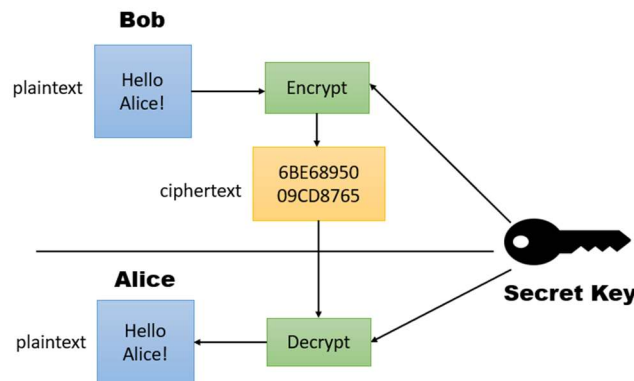 Bob
plaintext
Hello
Alice!
Encrypt
ciphertext
6BE68950
09CD8765
Secret Key
Alice
plaintext
Hello
Alice!
Decrypt